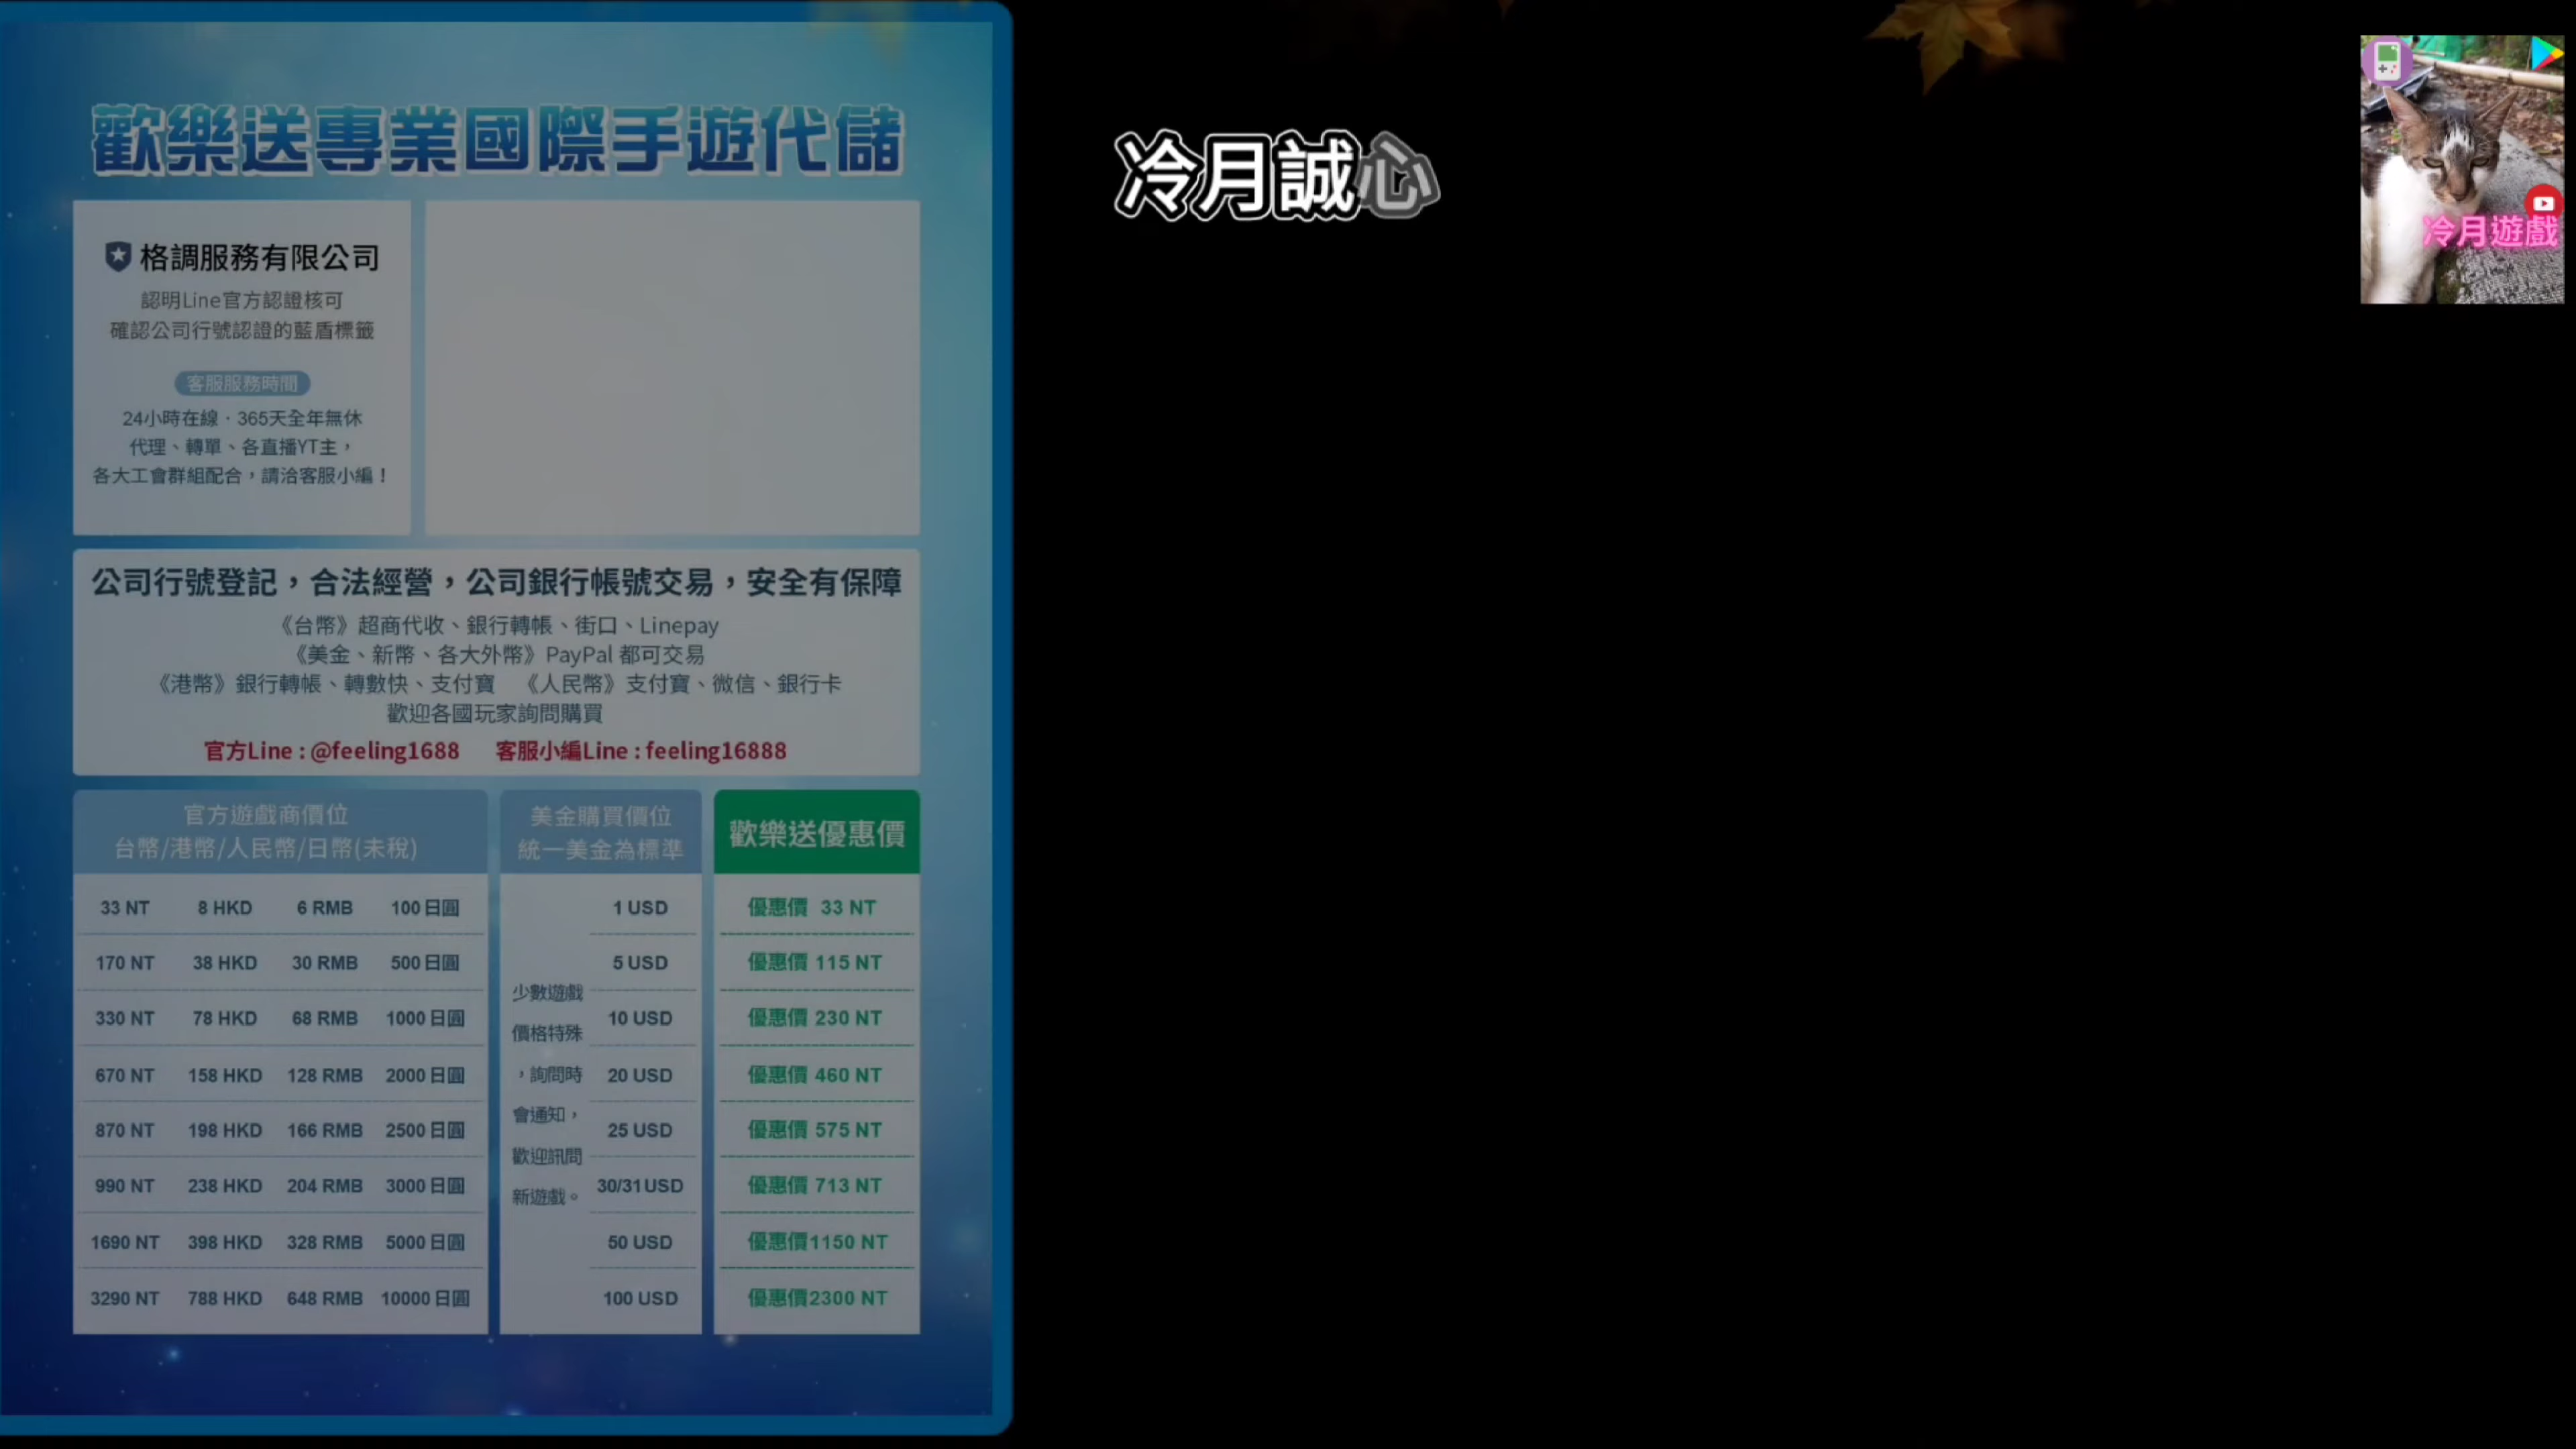 歡樂送專業國際手遊代儲
格調服務有限公司
認明Line官方認證核可
確認公司行號認證的藍盾標籤
客服服務時間
24小時在線．365天全年無休
代理、轉單、各直播YT主，
各大工會群組配合，請洽客服小編！
公司行號登記，合法經營，公司銀行帳號交易，安全有保障
《台幣》超商代收、銀行轉帳、街口、Linepay
《美金、新幣、各大外幣》PayPal 都可交易
《港幣》銀行轉帳、轉數快、支付寶 《人民幣》支付寶、微信、銀行卡
歡迎各國玩家詢問購買
官方Line : @feeling1688 客服小編Line : feeling16888
官方遊戲商價位
台幣/港幣/人民幣/日幣(未稅)
33 NT 8 HKD 6 RMB 100 日圓
170 NT 38 HKD 30 RMB 500 日圓
330 NT 78 HKD 68 RMB 1000 日圓
670 NT 158 HKD 128 RMB 2000 日圓
870 NT 198 HKD 166 RMB 2500 日圓
990 NT 238 HKD 204 RMB 3000 日圓
1690 NT 398 HKD 328 RMB 5000 日圓
3290 NT 788 HKD 648 RMB 10000 日圓
美金購買價位
統一美金為標準
少數遊戲
價格特殊
，詢問時
會通知，
歡迎訊問
新遊戲。
1 USD
5 USD
10 USD
20 USD
25 USD
30/31 USD
50 USD
100 USD
歡樂送優惠價
優惠價 33 NT
優惠價 115 NT
優惠價 230 NT
優惠價 460 NT
優惠價 575 NT
優惠價 713 NT
優惠價1150 NT
優惠價2300 NT
冷月誠心
冷月遊戲